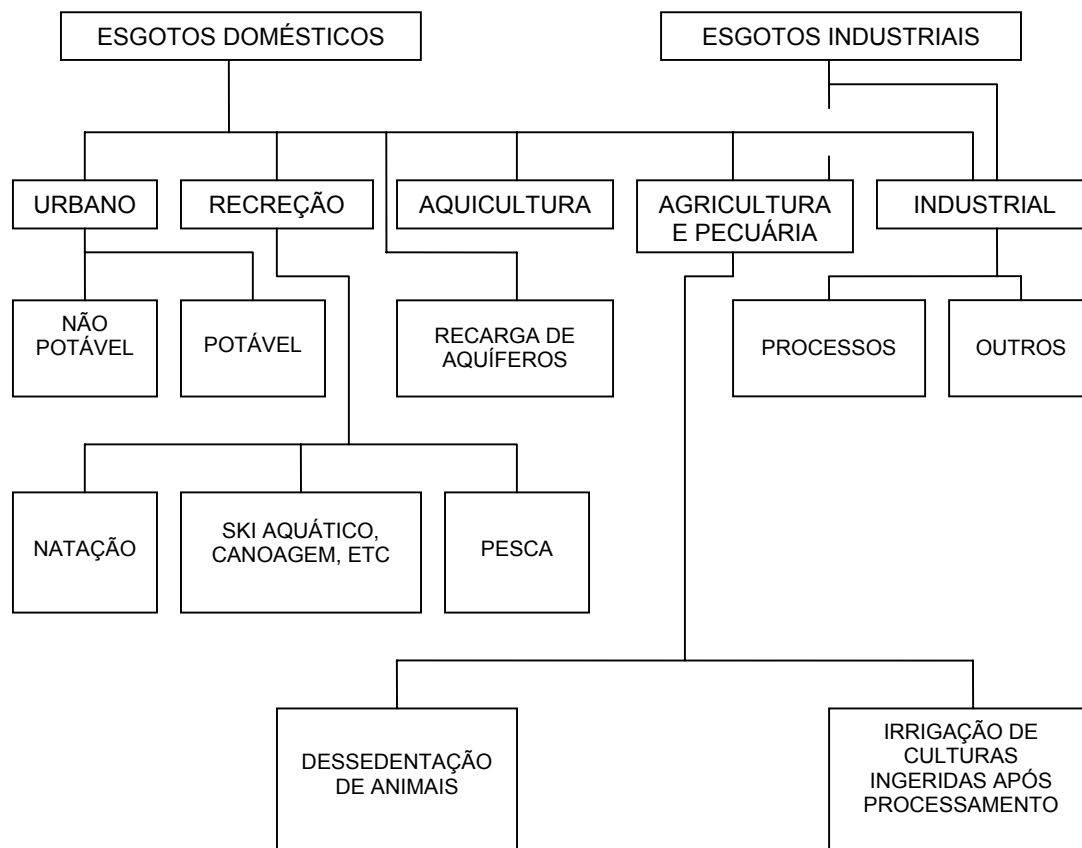 ESGOTOS DOMÉSTICOS
ESGOTOS INDUSTRIAIS
URBANO
RECREÇÃO
AQUICULTURA
AGRICULTURA
E PECUÁRIA
INDUSTRIAL
NÃO
POTÁVEL
POTÁVEL
RECARGA DE
AQUÍFEROS
PROCESSOS
OUTROS
NATAÇÃO
SKI AQUÁTICO,
CANOAGEM, ETC
PESCA
DESSEDENTAÇÃO
DE ANIMAIS
IRRIGAÇÃO DE
CULTURAS
INGERIDAS APÓS
PROCESSAMENTO